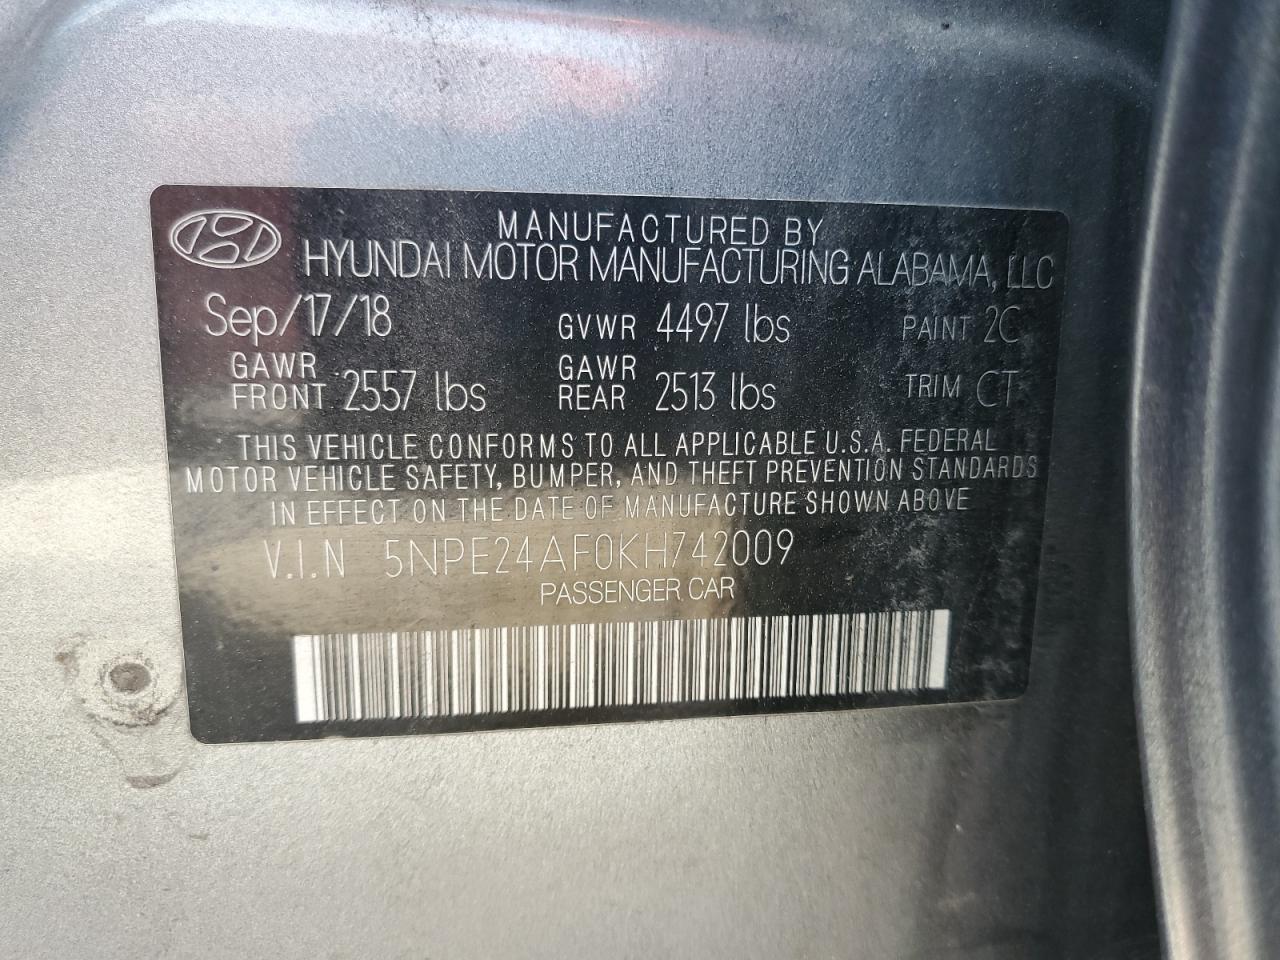 MANUFACTURED BY
HYUNDAI MOTOR MANUFACTURING ALABAMA, LLC
Sep/17/18 GVWR 4497 lbs PAINT 2C
GAWR FRONT 2557 lbs GAWR REAR 2513 lbs TRIM CT
THIS VEHICLE CONFORMS TO ALL APPLICABLE U.S.A. FEDERAL
MOTOR VEHICLE SAFETY, BUMPER, AND THEFT PREVENTION STANDARDS
IN EFFECT ON THE DATE OF MANUFACTURE SHOWN ABOVE
V.I.N 5NPE24AF0KH742009
PASSENGER CAR